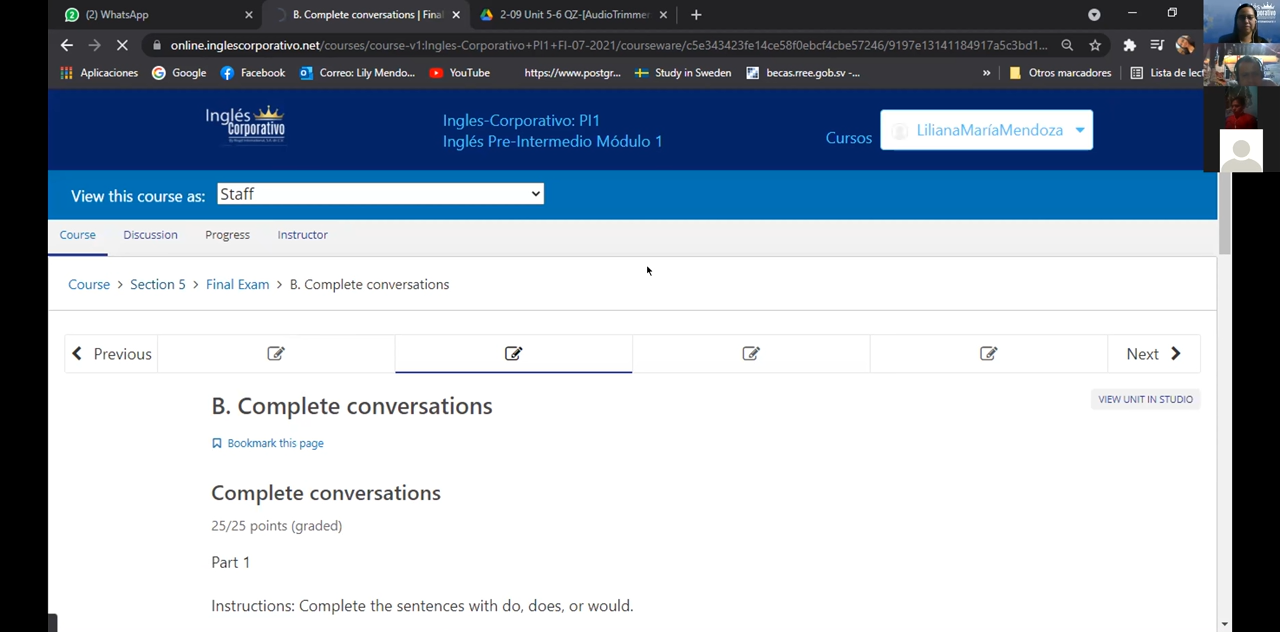 (2) WhatsApp
B. Complete conversations | Fina
2-09 Unit 5-6 QZ-[AudioTrimmer
online.inglescorporativo.net/courses/course-v1:Ingles-Corporativo+PI1+FI-07-2021/courseware/c5e343423fe14ce58f0ebcf4cbe57246/9197e13141184917a5c3bd1...
Aplicaciones
Google
Facebook
Correo: Lily Mendo...
YouTube
https://www.postgr...
Study in Sweden
becas.rree.gob.sv -...
»
Otros marcadores
Lista de lect
Inglés
Corporativo
Ingles-Corporativo: PI1
Inglés Pre-Intermedio Módulo 1
Cursos
LilianaMaríaMendoza
View this course as:
Staff
Course
Discussion
Progress
Instructor
Course > Section 5 > Final Exam > B. Complete conversations
Previous
Next
B. Complete conversations
VIEW UNIT IN STUDIO
Bookmark this page
Complete conversations
25/25 points (graded)
Part 1
Instructions: Complete the sentences with do, does, or would.